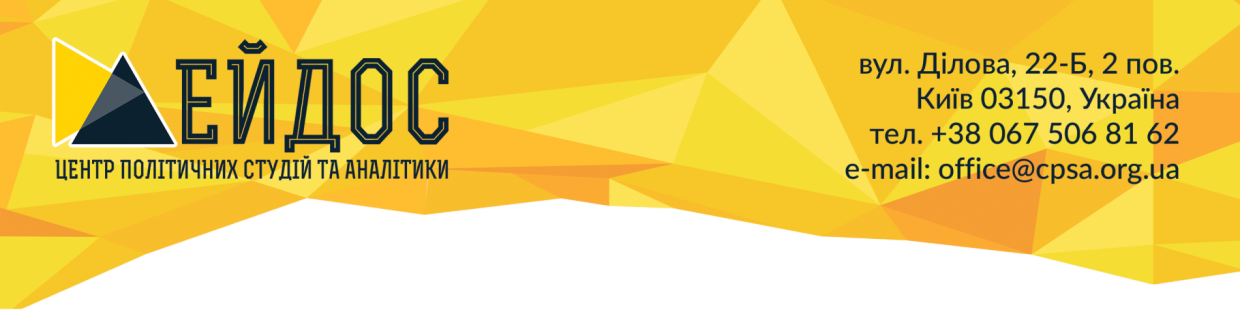 ЕЙДОС
ЦЕНТР ПОЛІТИЧНИХ СТУДІЙ ТА АНАЛІТИКИ
вул. Ділова, 22-Б, 2 пов.
Київ 03150, Україна
тел. +38 067 506 81 62
e-mail: office@cpsa.org.ua